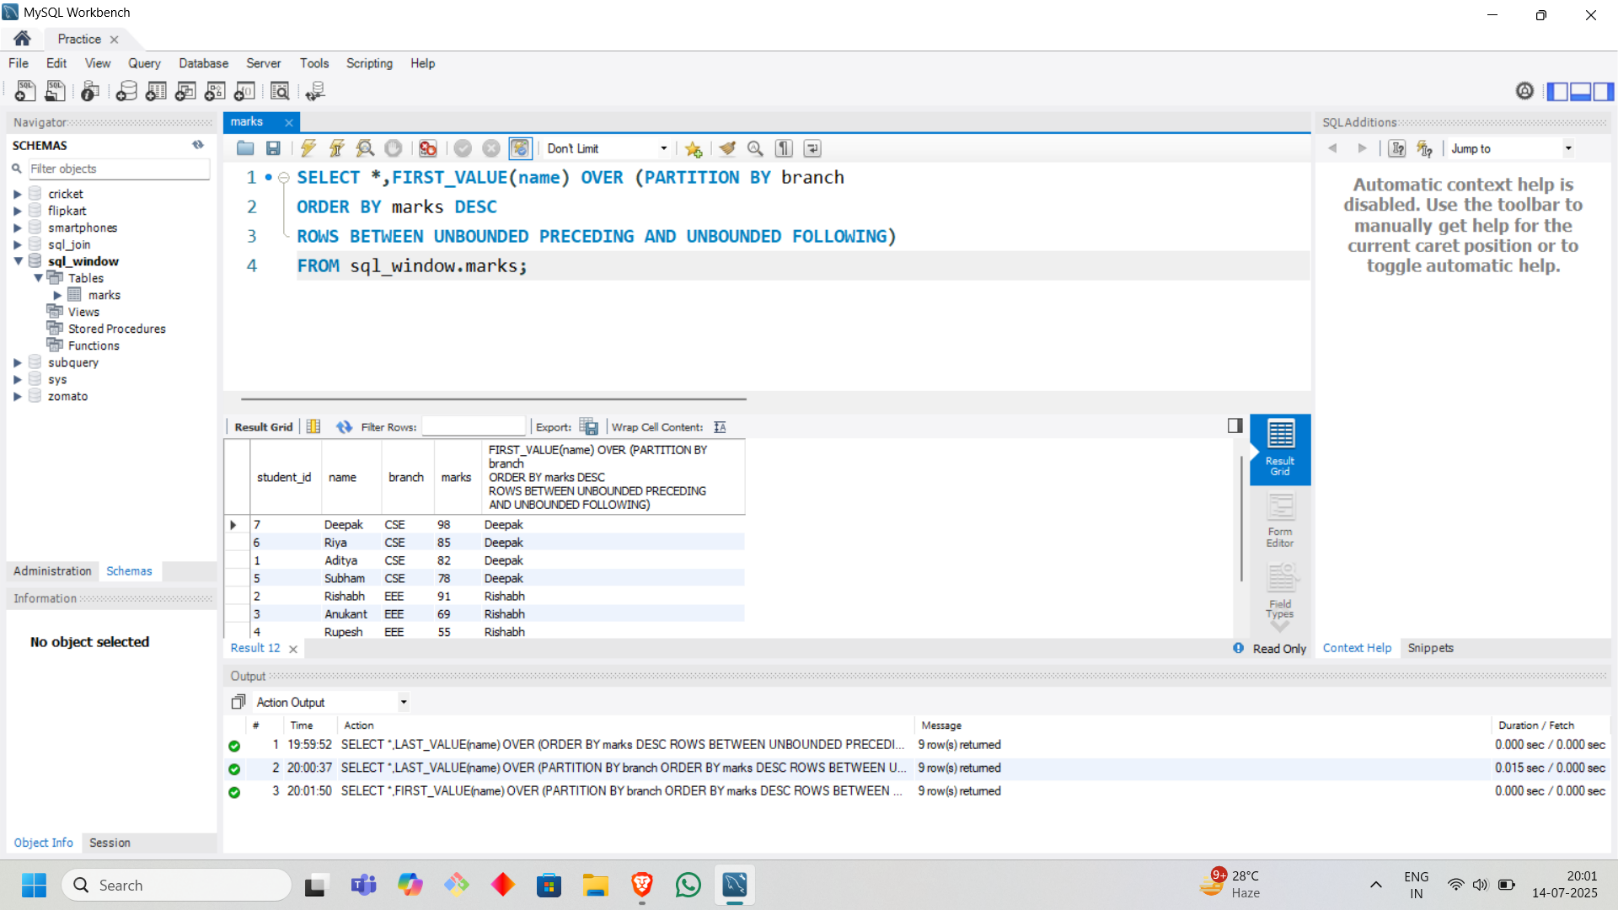 MySQL Workbench
Practice
File Edit View Query Database Server Tools Scripting Help
Navigator
SCHEMAS
Filter objects
cricket
flipkart
smartphones
sql_join
sql_window
Tables
marks
Views
Stored Procedures
Functions
subquery
sys
zomato
Administration Schemas
Information
No object selected
Object Info Session
marks
Don't Limit
1 SELECT *,FIRST_VALUE(name) OVER (PARTITION BY branch
2 ORDER BY marks DESC
3 ROWS BETWEEN UNBOUNDED PRECEDING AND UNBOUNDED FOLLOWING)
4 FROM sql_window.marks;
Result Grid Filter Rows: Export: Wrap Cell Content:
student_id name branch marks FIRST_VALUE(name) OVER (PARTITION BY
branch
ORDER BY marks DESC
ROWS BETWEEN UNBOUNDED PRECEDING
AND UNBOUNDED FOLLOWING)
7 Deepak CSE 98 Deepak
6 Riya CSE 85 Deepak
1 Aditya CSE 82 Deepak
5 Subham CSE 78 Deepak
2 Rishabh EEE 91 Rishabh
3 Anukant EEE 69 Rishabh
4 Rupesh EEE 55 Rishabh
Result
Grid
Form
Editor
Field
Types
Result 12
Read Only
SQLAdditions
Jump to
Automatic context help is
disabled. Use the toolbar to
manually get help for the
current caret position or to
toggle automatic help.
Context Help Snippets
Output
Action Output
# Time Action Message Duration / Fetch
1 19:59:52 SELECT *,LAST_VALUE(name) OVER (ORDER BY marks DESC ROWS BETWEEN UNBOUNDED PRECEDI... 9 row(s) returned 0.000 sec / 0.000 sec
2 20:00:37 SELECT *,LAST_VALUE(name) OVER (PARTITION BY branch ORDER BY marks DESC ROWS BETWEEN U... 9 row(s) returned 0.015 sec / 0.000 sec
3 20:01:50 SELECT *,FIRST_VALUE(name) OVER (PARTITION BY branch ORDER BY marks DESC ROWS BETWEEN ... 9 row(s) returned 0.000 sec / 0.000 sec
Search
9+
28°C
Haze
ENG
IN
20:01
14-07-2025